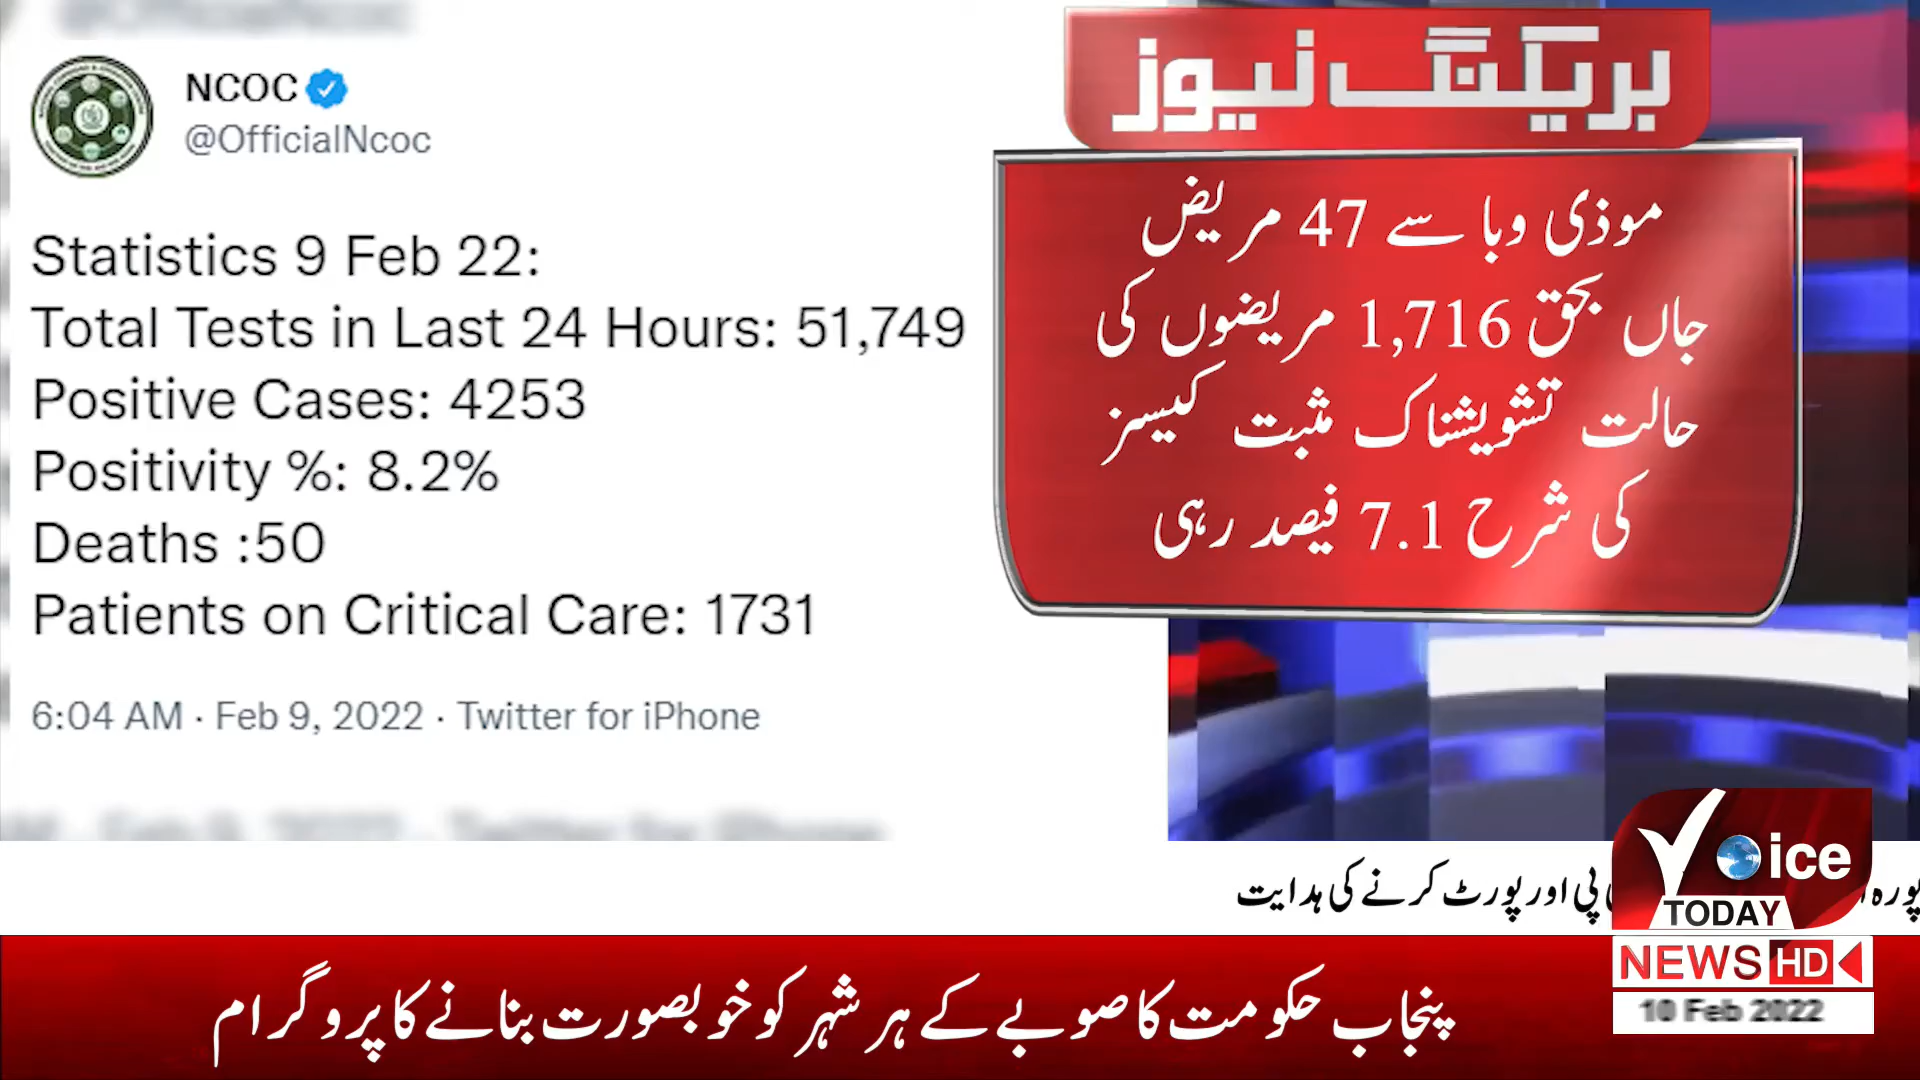 NCOC
@OfficialNcoc
Statistics 9 Feb 22:
Total Tests in Last 24 Hours: 51,749
Positive Cases: 4253
Positivity %: 8.2%
Deaths :50
Patients on Critical Care: 1731
6:04 AM · Feb 9, 2022 · Twitter for iPhone
بریکنگ نیوز
موذی وبا سے 47 مریض
جاں بحق 1,716 مریضوں کی
حالت تشویشناک مثبت کیسز
کی شرح 7.1 فیصد رہی
پی اور پورٹ کرنے کی ہدایت
Voice
TODAY
NEWS HD
10 Feb 2022
پنجاب حکومت کا صوبے کے ہر شہر کو خوبصورت بنانے کا پروگرام